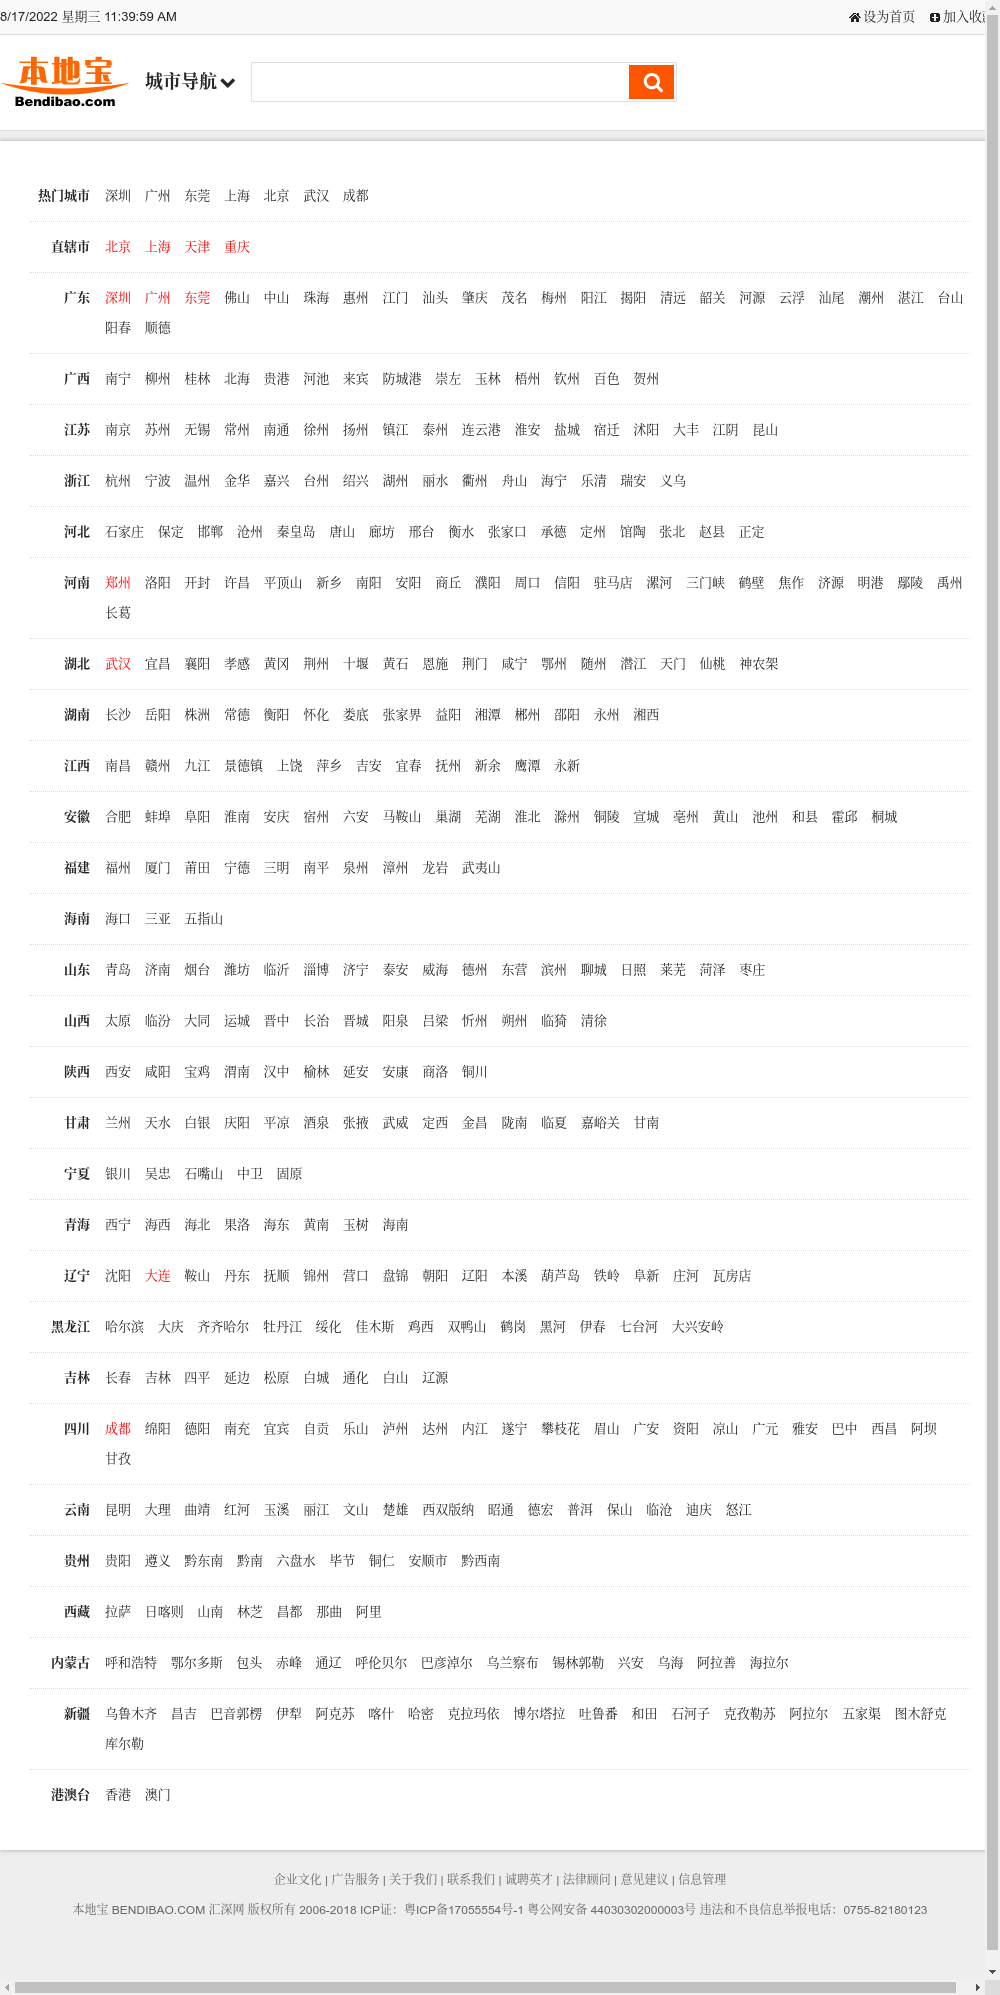 8/17/2022 星期三 11:39:59 AM 设为首页 加入收
本地宝 Bendibao.com 城市导航
热门城市 深圳 广州 东莞 上海 北京 武汉 成都
直辖市 北京 上海 天津 重庆
广东 深圳 广州 东莞 佛山 中山 珠海 惠州 江门 汕头 肇庆 茂名 梅州 阳江 揭阳 清远 韶关 河源 云浮 汕尾 潮州 湛江 台山
阳春 顺德
广西 南宁 柳州 桂林 北海 贵港 河池 来宾 防城港 崇左 玉林 梧州 钦州 百色 贺州
江苏 南京 苏州 无锡 常州 南通 徐州 扬州 镇江 泰州 连云港 淮安 盐城 宿迁 沭阳 大丰 江阴 昆山
浙江 杭州 宁波 温州 金华 嘉兴 台州 绍兴 湖州 丽水 衢州 舟山 海宁 乐清 瑞安 义乌
河北 石家庄 保定 邯郸 沧州 秦皇岛 唐山 廊坊 邢台 衡水 张家口 承德 定州 馆陶 张北 赵县 正定
河南 郑州 洛阳 开封 许昌 平顶山 新乡 南阳 安阳 商丘 濮阳 周口 信阳 驻马店 漯河 三门峡 鹤壁 焦作 济源 明港 鄢陵 禹州
长葛
湖北 武汉 宜昌 襄阳 孝感 黄冈 荆州 十堰 黄石 恩施 荆门 咸宁 鄂州 随州 潜江 天门 仙桃 神农架
湖南 长沙 岳阳 株洲 常德 衡阳 怀化 娄底 张家界 益阳 湘潭 郴州 邵阳 永州 湘西
江西 南昌 赣州 九江 景德镇 上饶 萍乡 吉安 宜春 抚州 新余 鹰潭 永新
安徽 合肥 蚌埠 阜阳 淮南 安庆 宿州 六安 马鞍山 巢湖 芜湖 淮北 滁州 铜陵 宣城 亳州 黄山 池州 和县 霍邱 桐城
福建 福州 厦门 莆田 宁德 三明 南平 泉州 漳州 龙岩 武夷山
海南 海口 三亚 五指山
山东 青岛 济南 烟台 潍坊 临沂 淄博 济宁 泰安 威海 德州 东营 滨州 聊城 日照 莱芜 菏泽 枣庄
山西 太原 临汾 大同 运城 晋中 长治 晋城 阳泉 吕梁 忻州 朔州 临猗 清徐
陕西 西安 咸阳 宝鸡 渭南 汉中 榆林 延安 安康 商洛 铜川
甘肃 兰州 天水 白银 庆阳 平凉 酒泉 张掖 武威 定西 金昌 陇南 临夏 嘉峪关 甘南
宁夏 银川 吴忠 石嘴山 中卫 固原
青海 西宁 海西 海北 果洛 海东 黄南 玉树 海南
辽宁 沈阳 大连 鞍山 丹东 抚顺 锦州 营口 盘锦 朝阳 辽阳 本溪 葫芦岛 铁岭 阜新 庄河 瓦房店
黑龙江 哈尔滨 大庆 齐齐哈尔 牡丹江 绥化 佳木斯 鸡西 双鸭山 鹤岗 黑河 伊春 七台河 大兴安岭
吉林 长春 吉林 四平 延边 松原 白城 通化 白山 辽源
四川 成都 绵阳 德阳 南充 宜宾 自贡 乐山 泸州 达州 内江 遂宁 攀枝花 眉山 广安 资阳 凉山 广元 雅安 巴中 西昌 阿坝
甘孜
云南 昆明 大理 曲靖 红河 玉溪 丽江 文山 楚雄 西双版纳 昭通 德宏 普洱 保山 临沧 迪庆 怒江
贵州 贵阳 遵义 黔东南 黔南 六盘水 毕节 铜仁 安顺市 黔西南
西藏 拉萨 日喀则 山南 林芝 昌都 那曲 阿里
内蒙古 呼和浩特 鄂尔多斯 包头 赤峰 通辽 呼伦贝尔 巴彦淖尔 乌兰察布 锡林郭勒 兴安 乌海 阿拉善 海拉尔
新疆 乌鲁木齐 昌吉 巴音郭楞 伊犁 阿克苏 喀什 哈密 克拉玛依 博尔塔拉 吐鲁番 和田 石河子 克孜勒苏 阿拉尔 五家渠 图木舒克
库尔勒
港澳台 香港 澳门
企业文化 | 广告服务 | 关于我们 | 联系我们 | 诚聘英才 | 法律顾问 | 意见建议 | 信息管理
本地宝 BENDIBAO.COM 汇深网 版权所有 2006-2018 ICP证：粤ICP备17055554号-1 粤公网安备 44030302000003号 违法和不良信息举报电话：0755-82180123